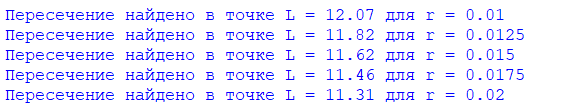 Пересечение найдено в точке L = 12.07 для r = 0.01
Пересечение найдено в точке L = 11.82 для r = 0.0125
Пересечение найдено в точке L = 11.62 для r = 0.015
Пересечение найдено в точке L = 11.46 для r = 0.0175
Пересечение найдено в точке L = 11.31 для r = 0.02